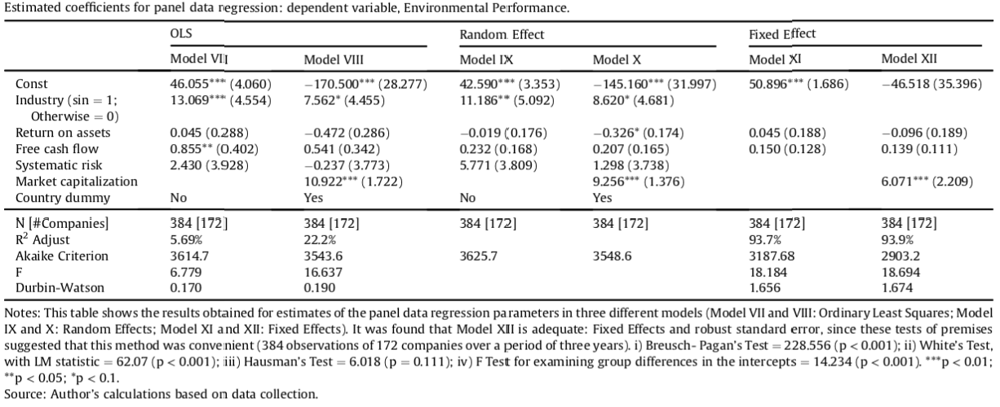 Estimated coefficients for panel data regression: dependent variable, Environmental Performance.
OLS Random Effect Fixed Effect
Model VII Model VIII Model IX Model X Model XI Model XII
Const 46.055*** (4.060) −170.500*** (28.277) 42.590*** (3.353) −145.160*** (31.997) 50.896*** (1.686) −46.518 (35.396)
Industry (sin = 1; 13.069*** (4.554) 7.562* (4.455) 11.186** (5.092) 8.620* (4.681)
Otherwise = 0)
Return on assets 0.045 (0.288) −0.472 (0.286) −0.019 (0.176) −0.326* (0.174) 0.045 (0.188) −0.096 (0.189)
Free cash flow 0.855** (0.402) 0.541 (0.342) 0.232 (0.168) 0.207 (0.165) 0.150 (0.128) 0.139 (0.111)
Systematic risk 2.430 (3.928) −0.237 (3.773) 5.771 (3.809) 1.298 (3.738)
Market capitalization 10.922*** (1.722) 9.256*** (1.376) 6.071*** (2.209)
Country dummy No Yes No Yes
N [#Companies] 384 [172] 384 [172] 384 [172] 384 [172] 384 [172] 384 [172]
R² Adjust 5.69% 22.2% 93.7% 93.9%
Akaike Criterion 3614.7 3543.6 3625.7 3548.6 3187.68 2903.2
F 6.779 16.637 18.184 18.694
Durbin-Watson 0.170 0.190 1.656 1.674
Notes: This table shows the results obtained for estimates of the panel data regression parameters in three different models (Model VII and VIII: Ordinary Least Squares; Model
IX and X: Random Effects; Model XI and XII: Fixed Effects). It was found that Model XII is adequate: Fixed Effects and robust standard error, since these tests of premises
suggested that this method was convenient (384 observations of 172 companies over a period of three years). i) Breusch- Pagan's Test = 228.556 (p < 0.001); ii) White's Test,
with LM statistic = 62.07 (p < 0.001); iii) Hausman's Test = 6.018 (p = 0.111); iv) F Test for examining group differences in the intercepts = 14.234 (p < 0.001). ***p < 0.01;
**p < 0.05; *p < 0.1.
Source: Author's calculations based on data collection.